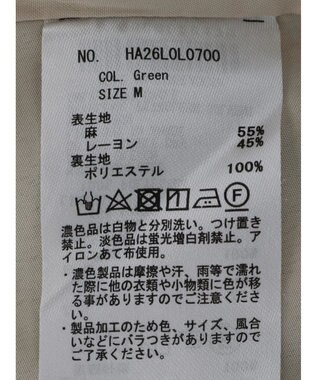 NO. HA26L0L0700
COL. Green
SIZE M
表生地
麻 55%
レーヨン 45%
裏生地
ポリエステル 100%
濃色品は白物と分別洗い。つけ置き
禁止。淡色品は蛍光増白剤禁止。ア
イロンあて布使用。
・濃色製品は摩擦や汗、雨等で濡れ
た際に他の衣類や小物類に色が移
る事がありますのでご注意くださ
い。
・製品加工のため色、サイズ、風合
いなどにバラつきがありますので
ご了承ください。